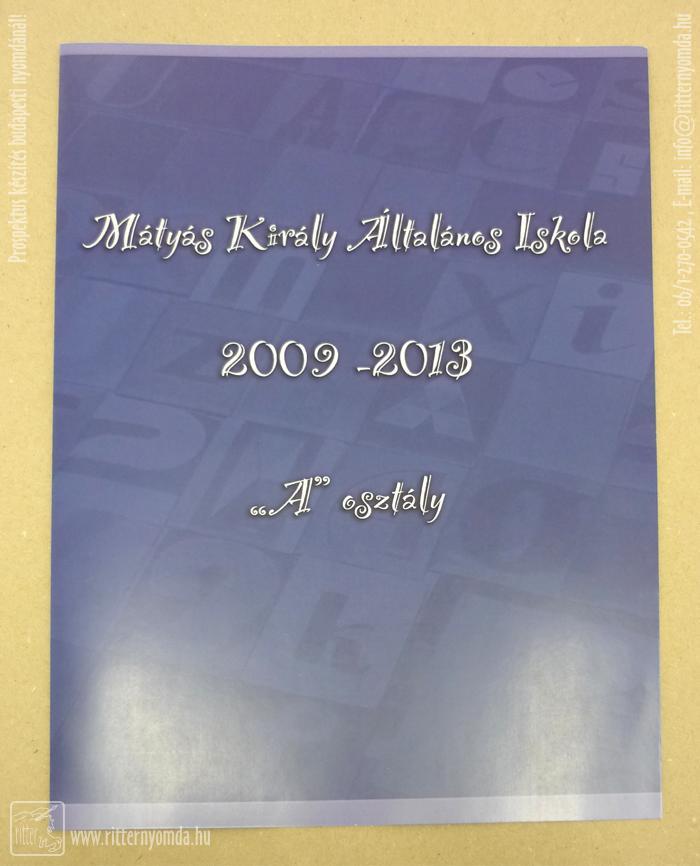 Mátyás Király Általános Iskola
2009 -2013
„A” osztály
Prospektus készítés budapesti nyomdánál!
Tel.: 06/1-270-0542 E-mail: info@ritternyomda.hu
ritter
www.ritternyomda.hu